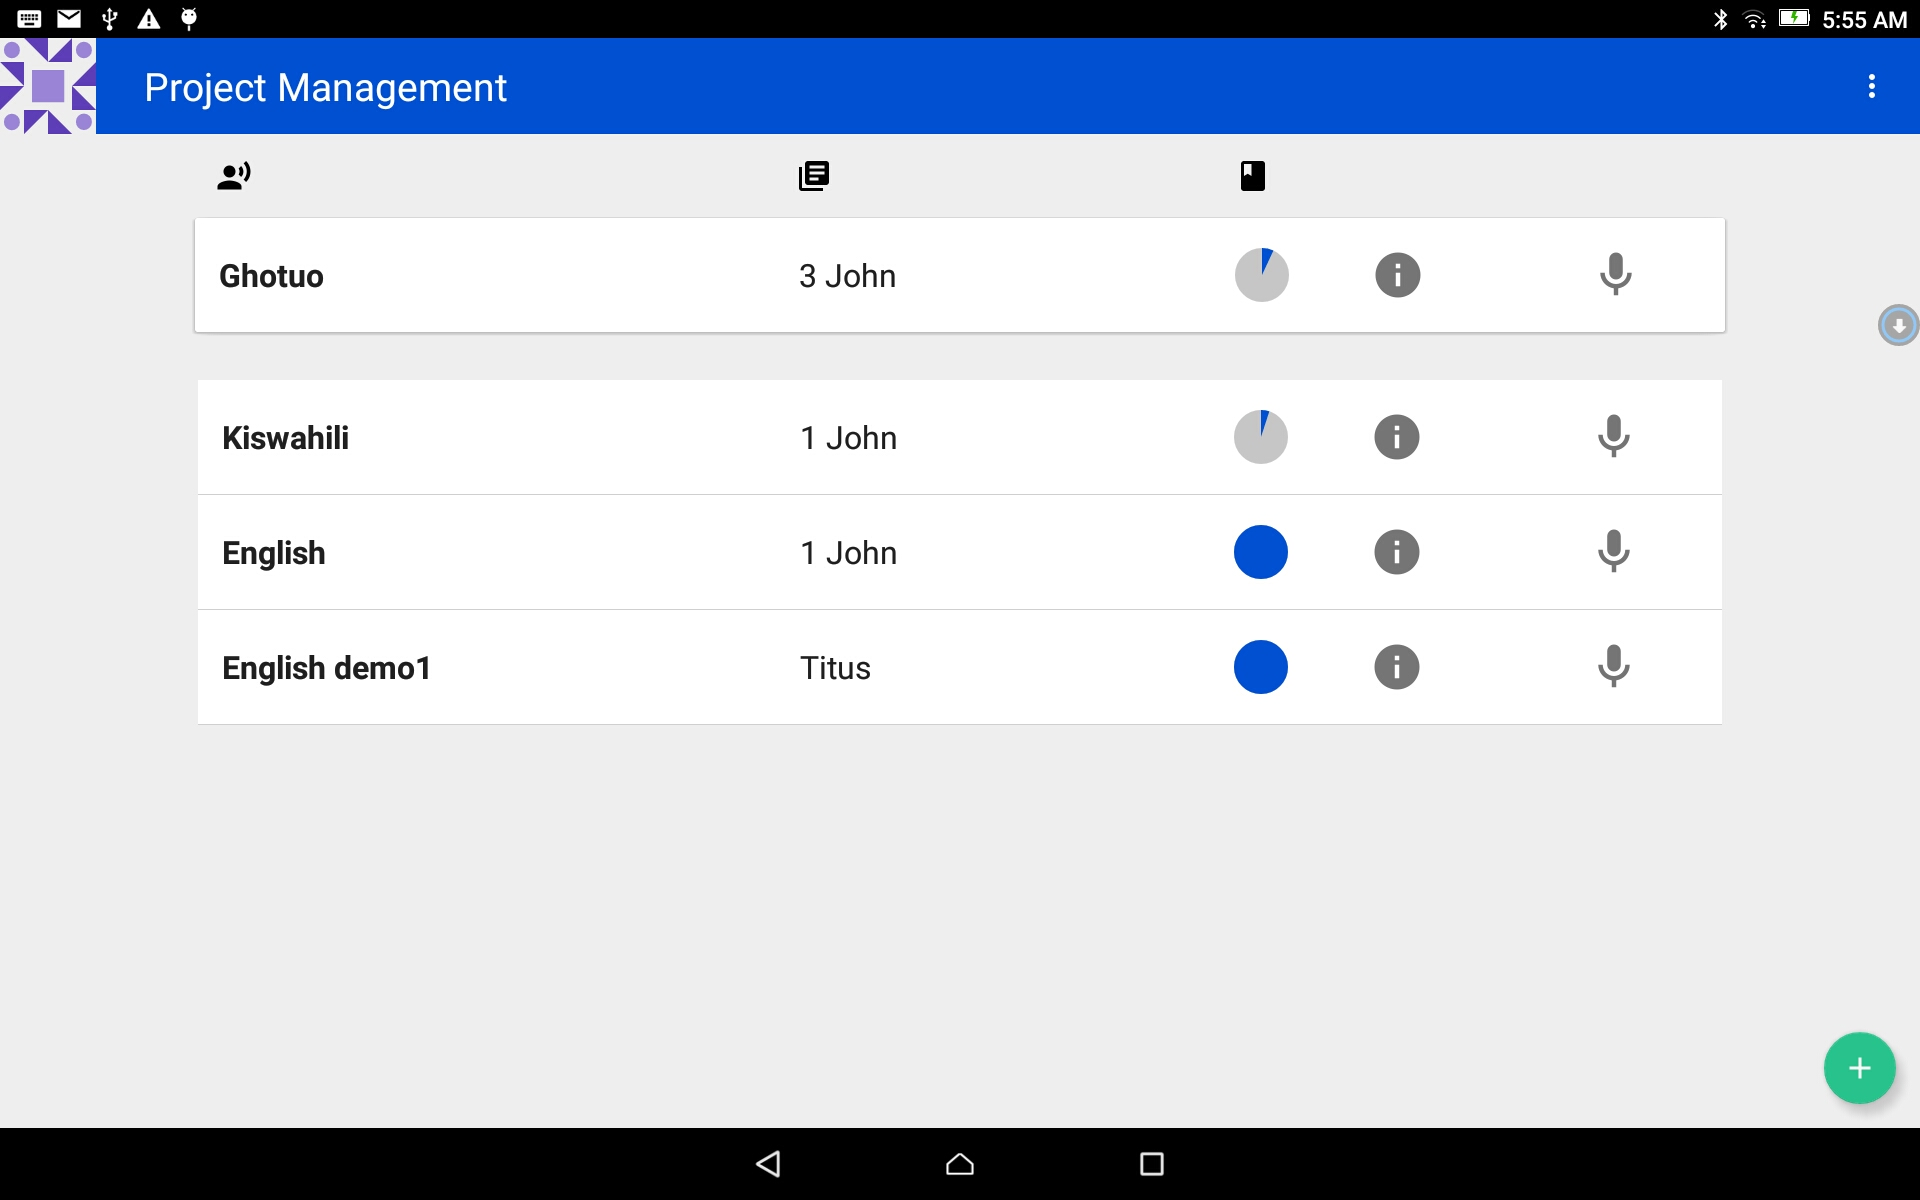 5:55 AM
Project Management
Ghotuo 3 John
Kiswahili 1 John
English 1 John
English demo1 Titus